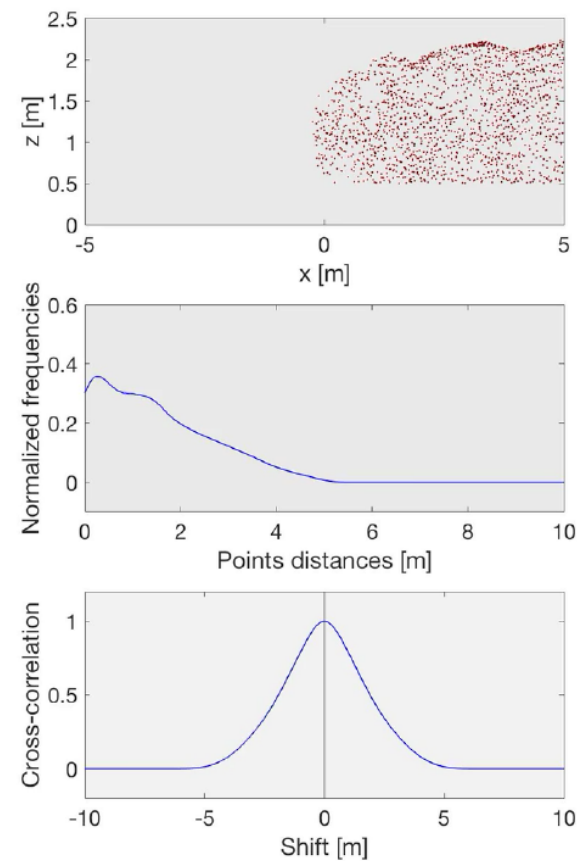 2.5
2
1.5
1
0.5
0
z [m]
-5 0 5
x [m]
0.6
0.4
0.2
0
Normalized frequencies
0 2 4 6 8 10
Points distances [m]
1
0.5
0
Cross-correlation
-10 -5 0 5 10
Shift [m]